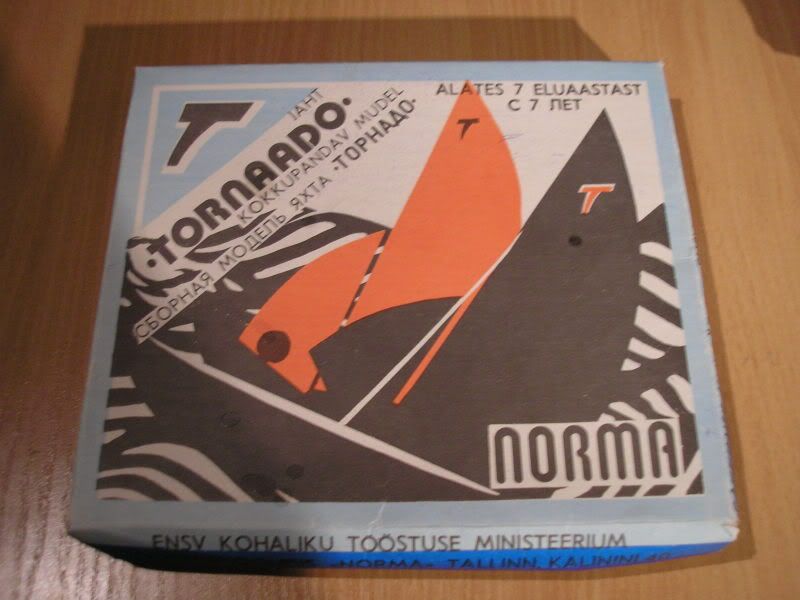 T
JAHT
•TORNAADO•
KOKKUPANDAV MUDEL
СБОРНАЯ МОДЕЛЬ ЯХТА •ТОРНАДО•
ALATES 7 ELUAASTAST
С 7 ЛЕТ
T
T
NORMA
ENSV KOHALIKU TÖÖSTUSE MINISTEERIUM
«NORMA» TALLINN, KALININI